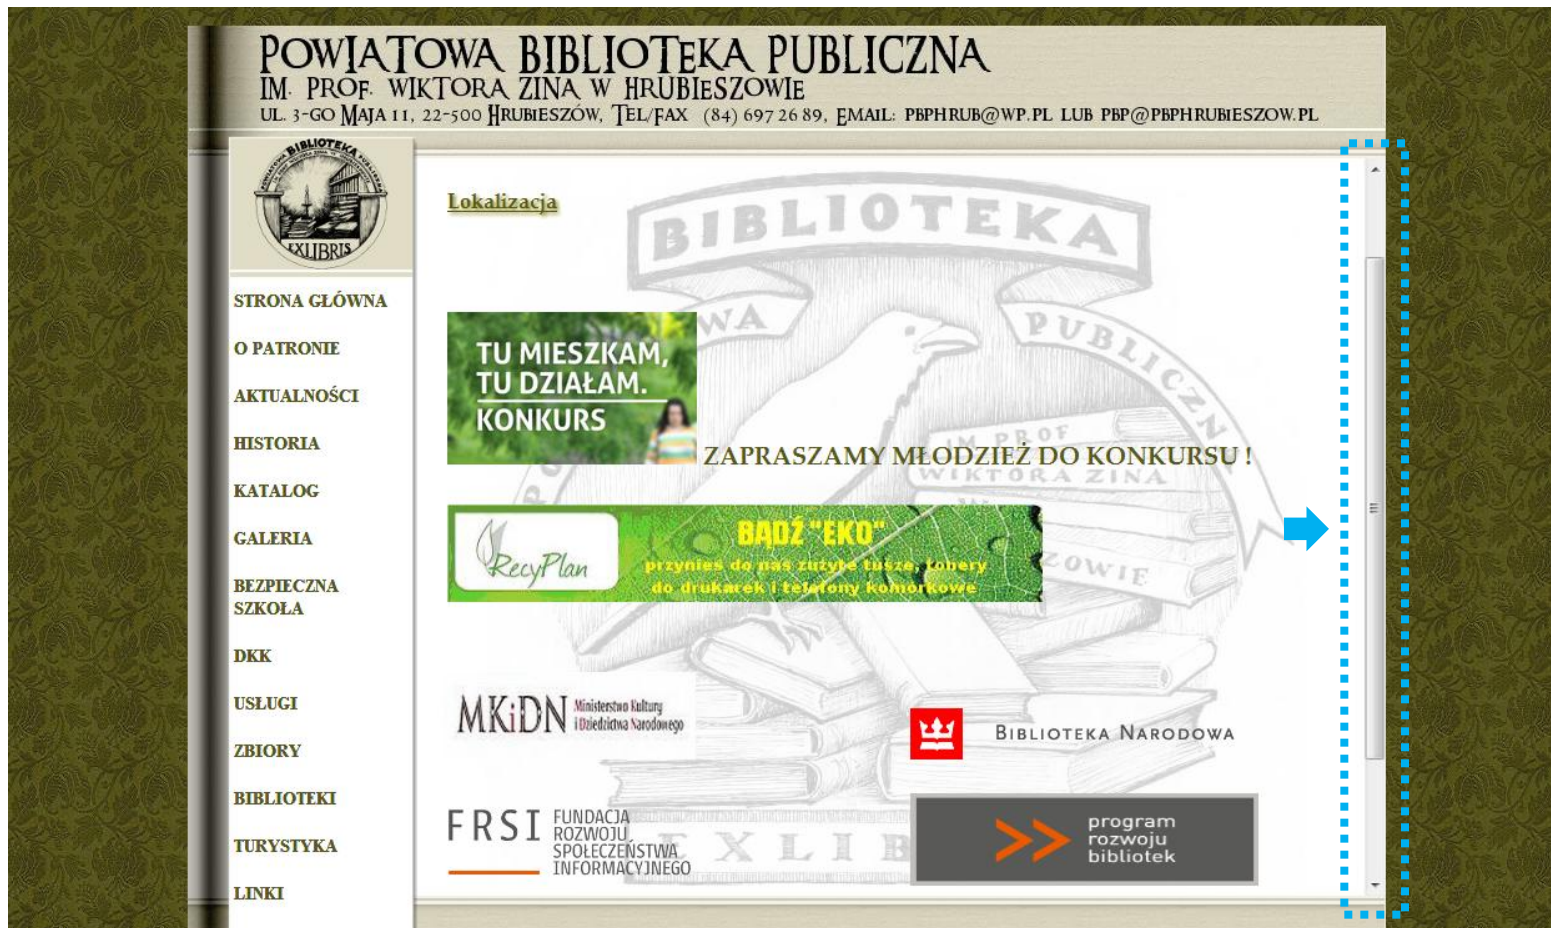 POWIATOWA BIBLIOTEKA PUBLICZNA
IM. PROF. WIKTORA ZINA W HRUBIESZOWIE
UL. 3-GO MAJA 11, 22-500 HRUBIESZÓW, TEL/FAX (84) 697 26 89, EMAIL: PBPHRUB@WP.PL LUB PBP@PBPHRUBIESZOW.PL
EXLIBRIS
STRONA GŁÓWNA
O PATRONIE
AKTUALNOŚCI
HISTORIA
KATALOG
GALERIA
BEZPIECZNA
SZKOŁA
DKK
USŁUGI
ZBIORY
BIBLIOTEKI
TURYSTYKA
LINKI
Lokalizacja
BIBLIOTEKA
PUBLICZN
IM PROF
WIKTORA ZINA
EXLIB
TU MIESZKAM,
TU DZIAŁAM.
KONKURS
ZAPRASZAMY MŁODZIEŻ DO KONKURSU !
RecyPlan
BĄDŹ "EKO"
przynies do nas zużyte tusze, tonery
do drukarek i telefony komorkowe
MKiDN Ministerstwo Kultury
i Dziedzictwa Narodowego
BIBLIOTEKA NARODOWA
FRSI FUNDACJA
ROZWOJU
SPOŁECZEŃSTWA
INFORMACYJNEGO
program
rozwoju
bibliotek